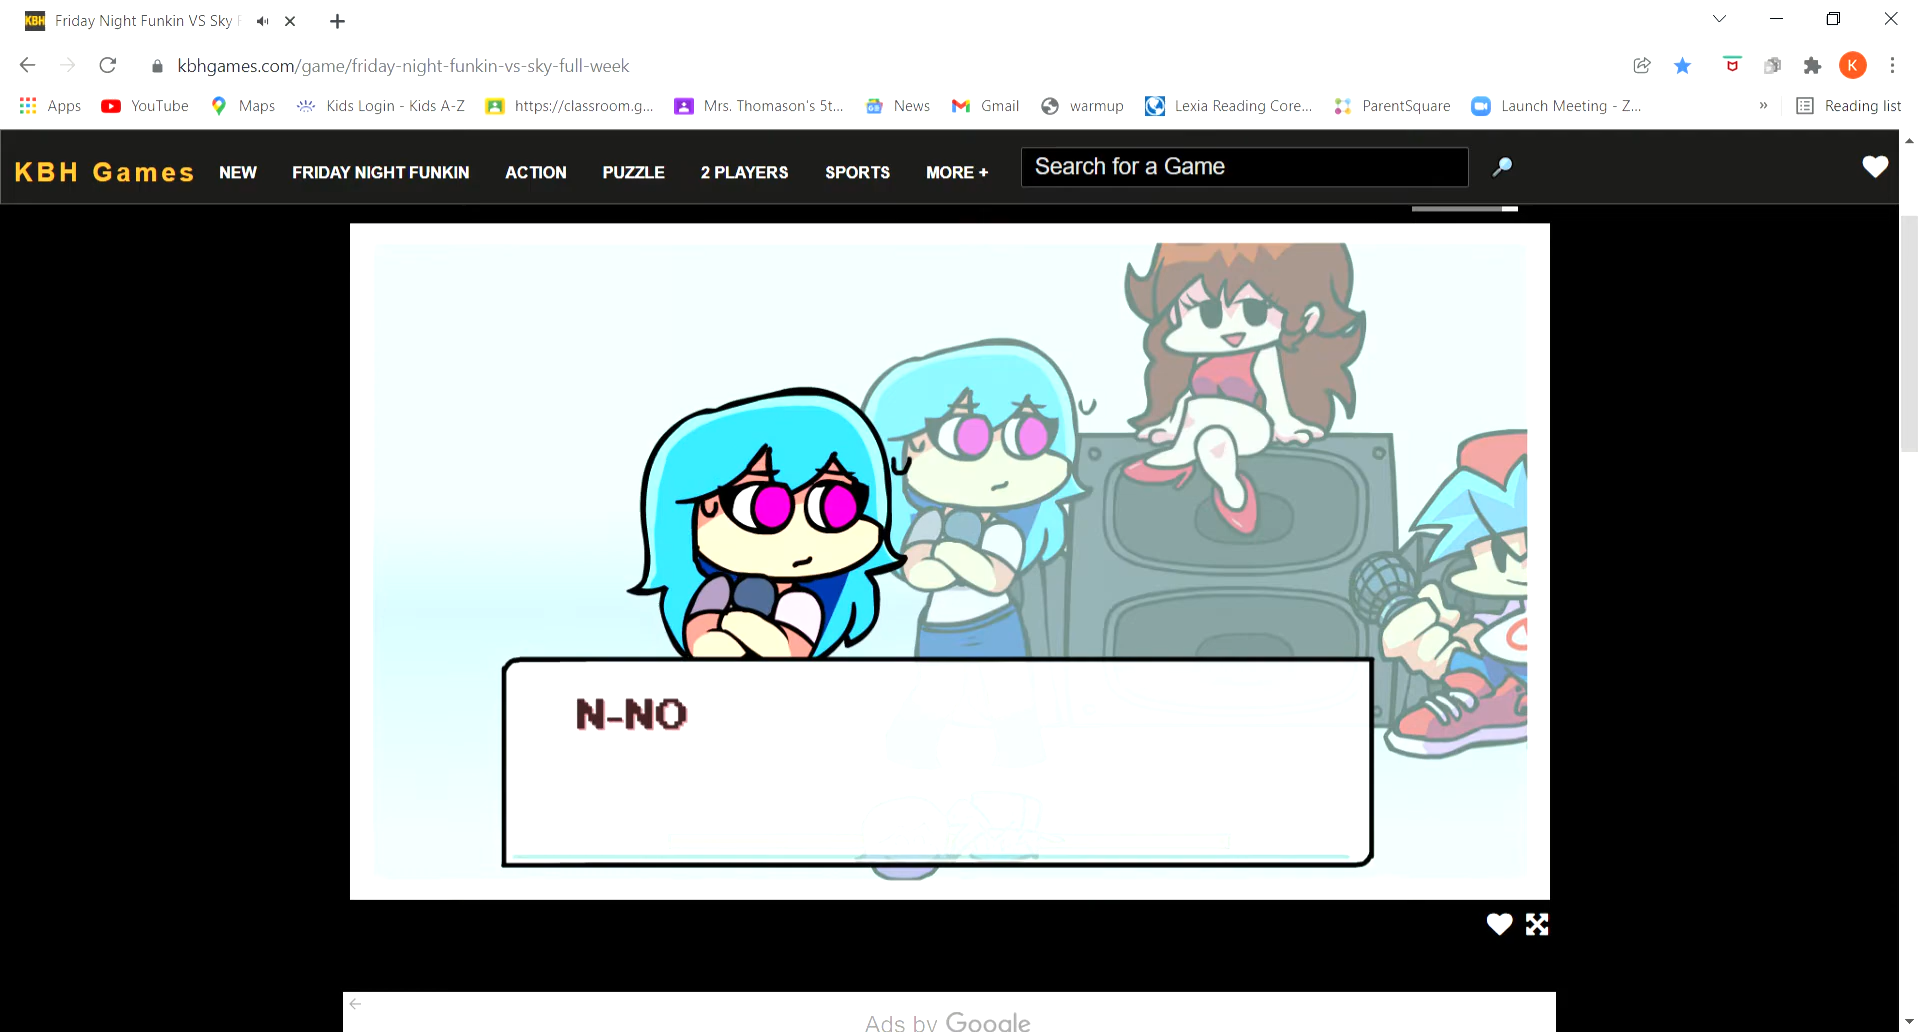 KBH Friday Night Funkin VS Sky
kbhgames.com/game/friday-night-funkin-vs-sky-full-week
K
Apps YouTube Maps Kids Login - Kids A-Z https://classroom.g... Mrs. Thomason's 5t... News Gmail warmup Lexia Reading Core... ParentSquare Launch Meeting - Z... » Reading list
KBH Games NEW FRIDAY NIGHT FUNKIN ACTION PUZZLE 2 PLAYERS SPORTS MORE + Search for a Game
N-NO
Ads by Google